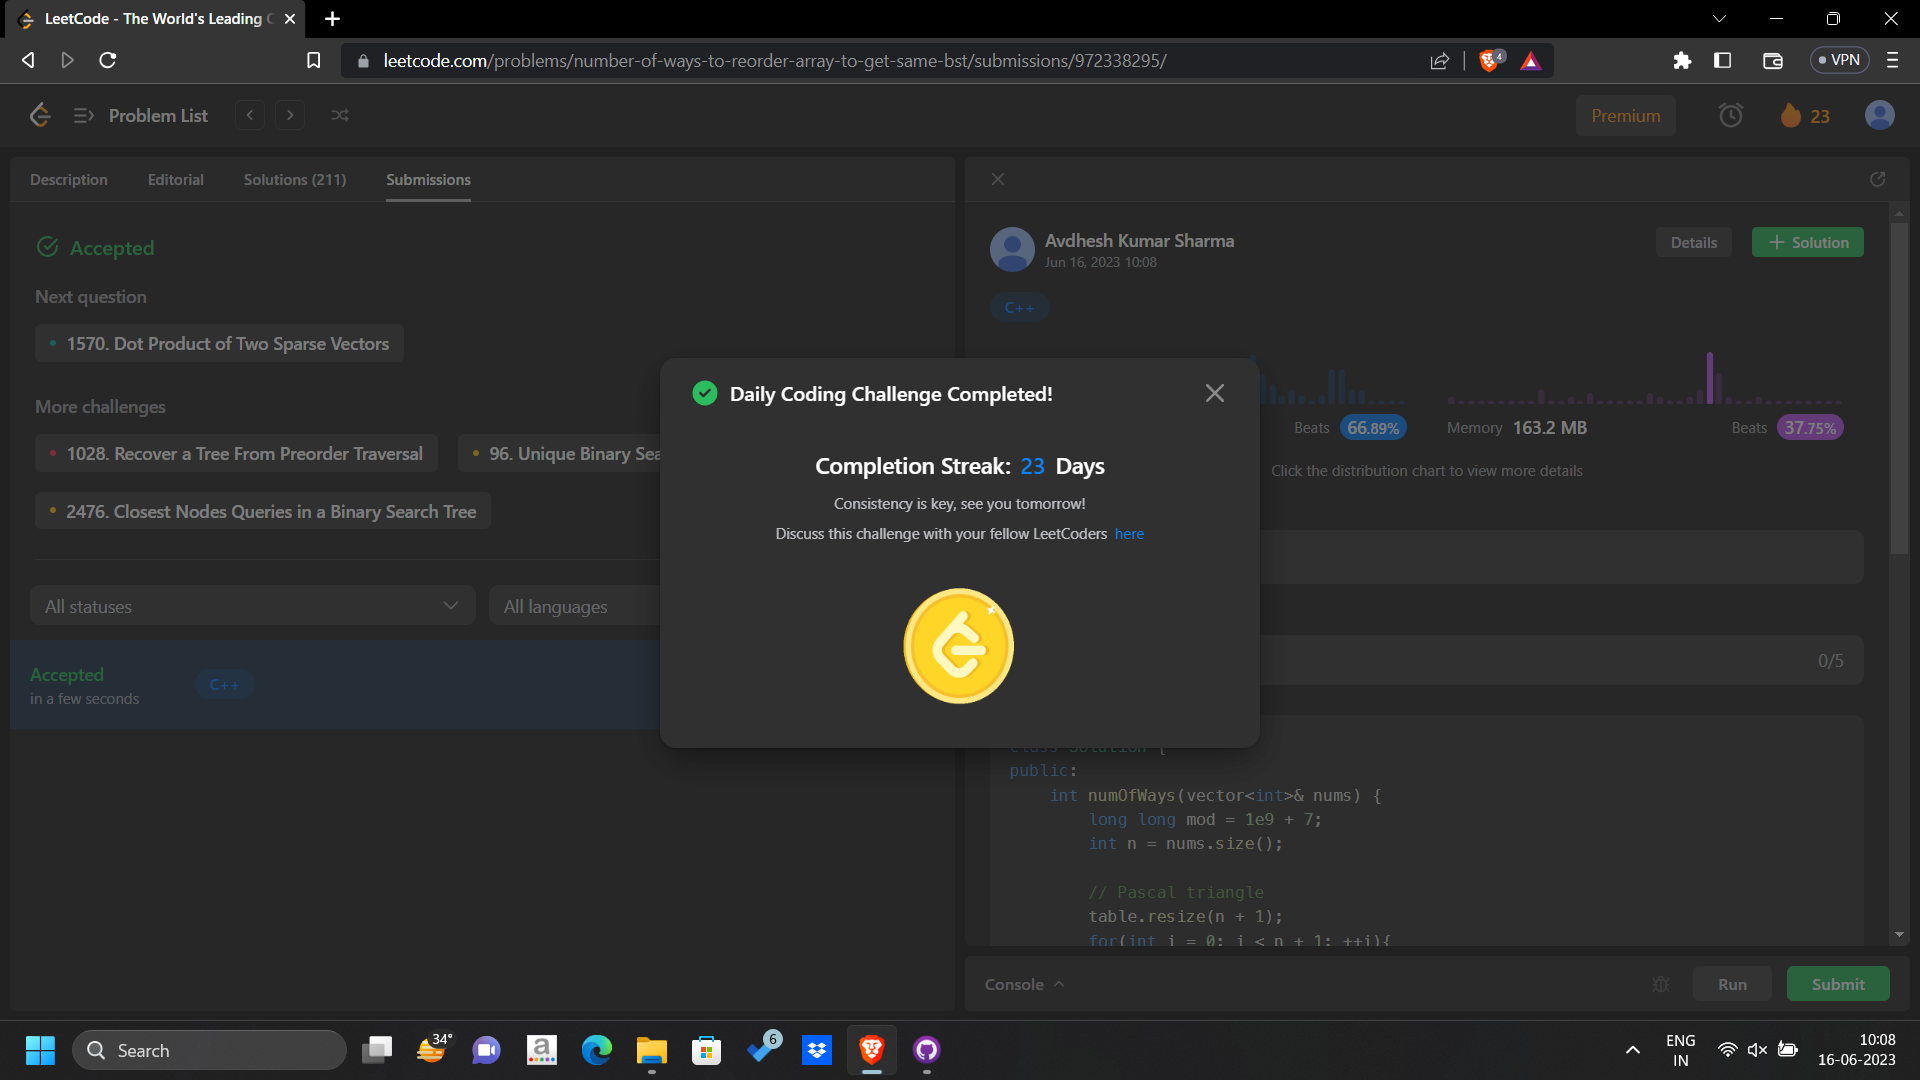 LeetCode - The World's Leading
leetcode.com/problems/number-of-ways-to-reorder-array-to-get-same-bst/submissions/972338295/
4
VPN
Problem List
Premium
23
Description Editorial Solutions (211) Submissions
Accepted
Next question
1570. Dot Product of Two Sparse Vectors
More challenges
1028. Recover a Tree From Preorder Traversal
96. Unique Binary Sea
2476. Closest Nodes Queries in a Binary Search Tree
All statuses
All languages
Accepted
in a few seconds
C++
Avdhesh Kumar Sharma
Jun 16, 2023 10:08
Details
+ Solution
C++
Beats 66.89%
Memory 163.2 MB
Beats 37.75%
Click the distribution chart to view more details
0/5
Daily Coding Challenge Completed!
Completion Streak: 23 Days
Consistency is key, see you tomorrow!
Discuss this challenge with your fellow LeetCoders here
class Solution {
public:
int numOfWays(vector<int>& nums) {
long long mod = 1e9 + 7;
int n = nums.size();
// Pascal triangle
table.resize(n + 1);
for(int i = 0; i < n + 1; ++i){
Console
Run
Submit
Search
34°
a
6
ENG
IN
10:08
16-06-2023